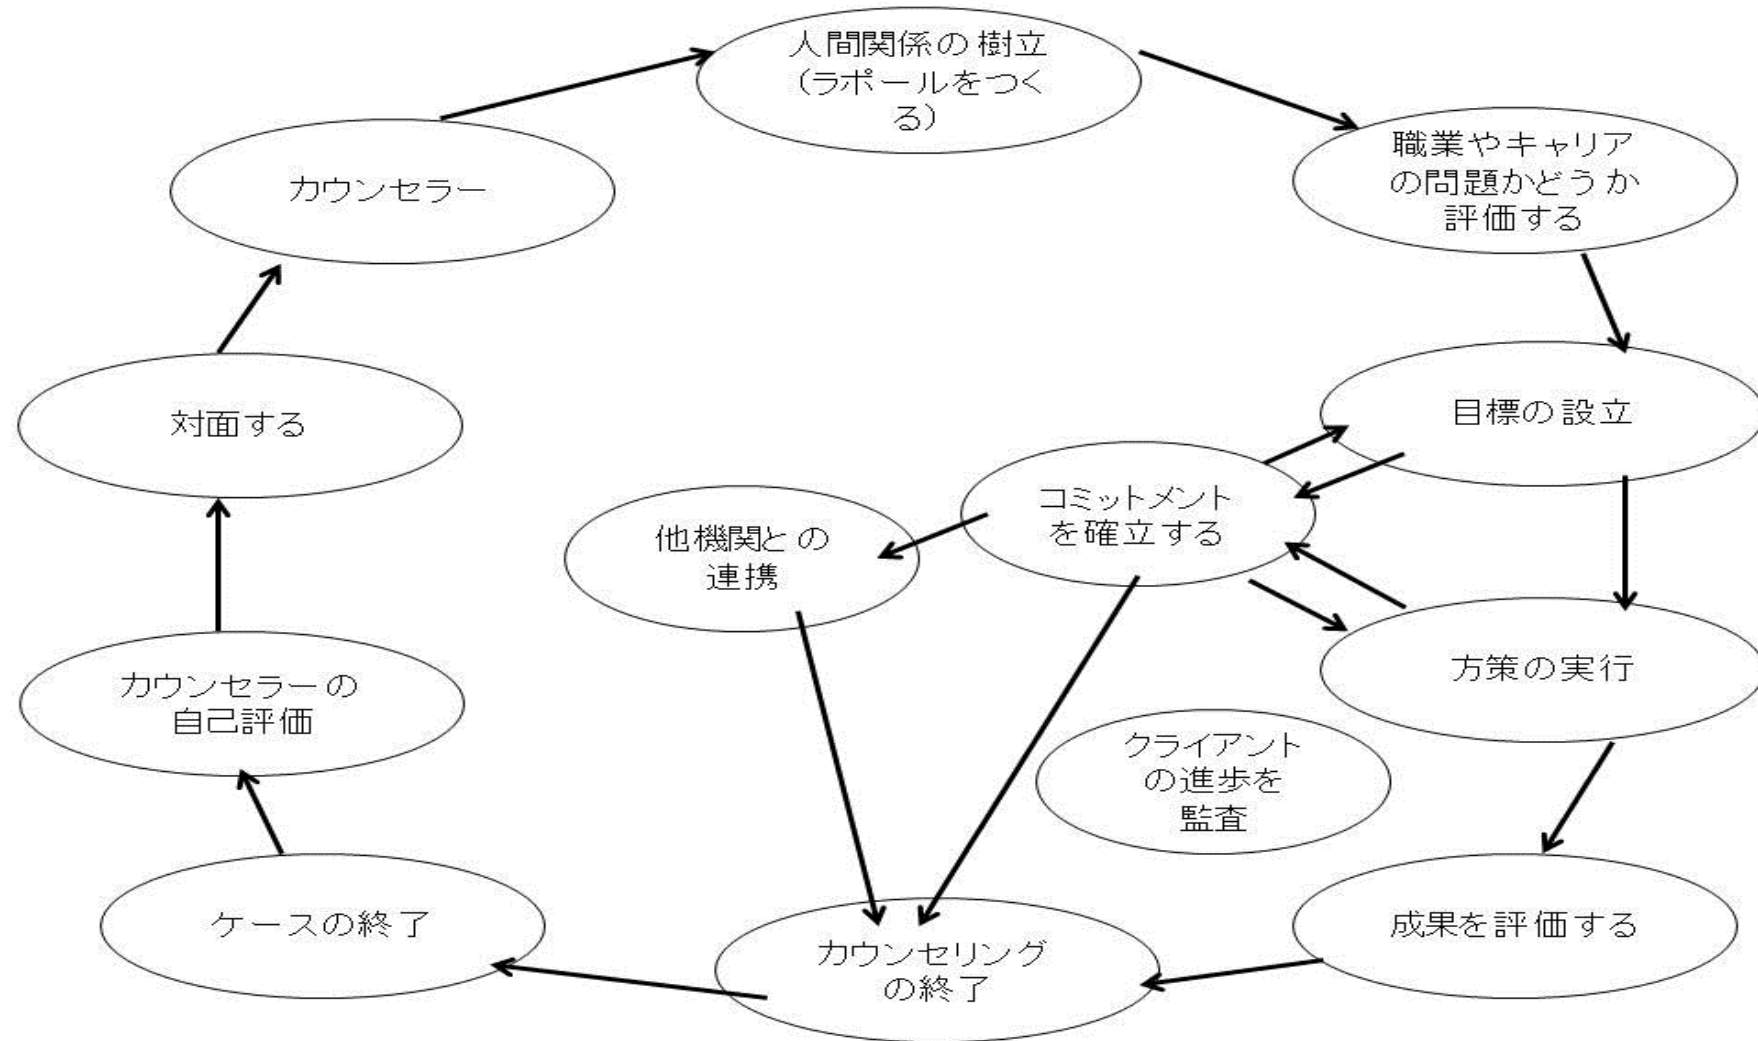 人間関係の樹立
(ラポールをつく
る)
カウンセラー
職業やキャリア
の問題かどうか
評価する
対面する
目標の設立
コミットメント
を確立する
他機関との
連携
カウンセラーの
自己評価
方策の実行
クライアント
の進歩を
監査
ケースの終了
カウンセリング
の終了
成果を評価する